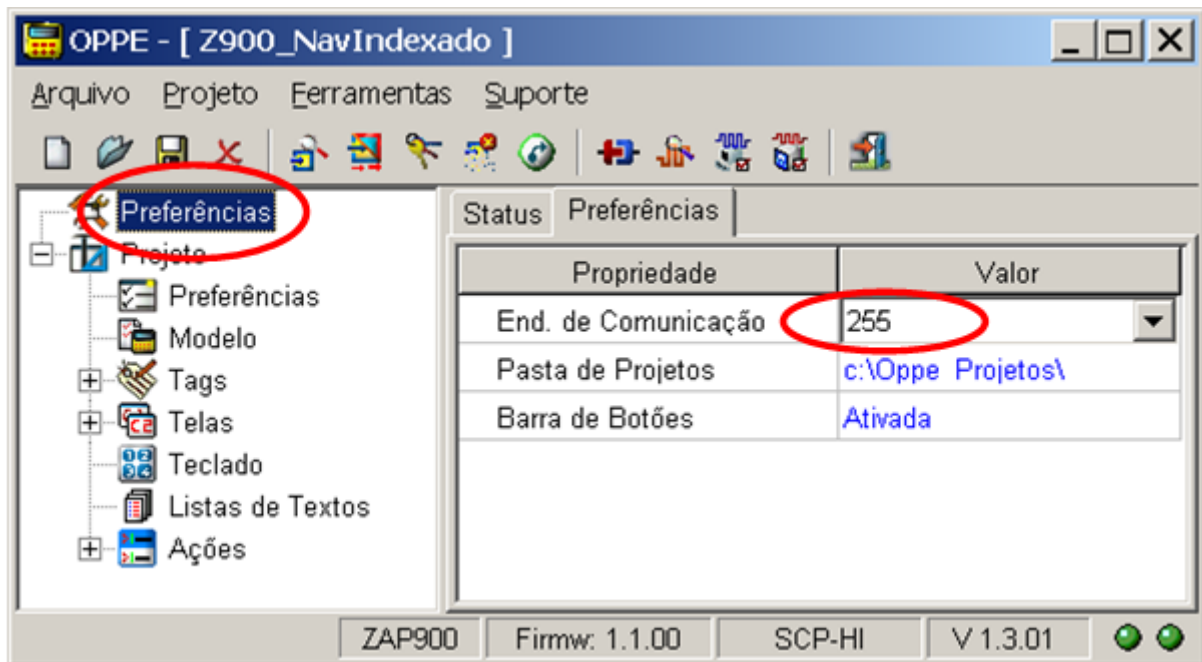 OPPE - [ Z900_NavIndexado ]
Arquivo Projeto Ferramentas Suporte
Preferências
Projeto
Preferências
Modelo
Tags
Telas
Teclado
Listas de Textos
Ações
Status Preferências
Propriedade Valor
End. de Comunicação 255
Pasta de Projetos c:\Oppe Projetos\
Barra de Botões Ativada
ZAP900 Firmw: 1.1.00 SCP-HI V 1.3.01